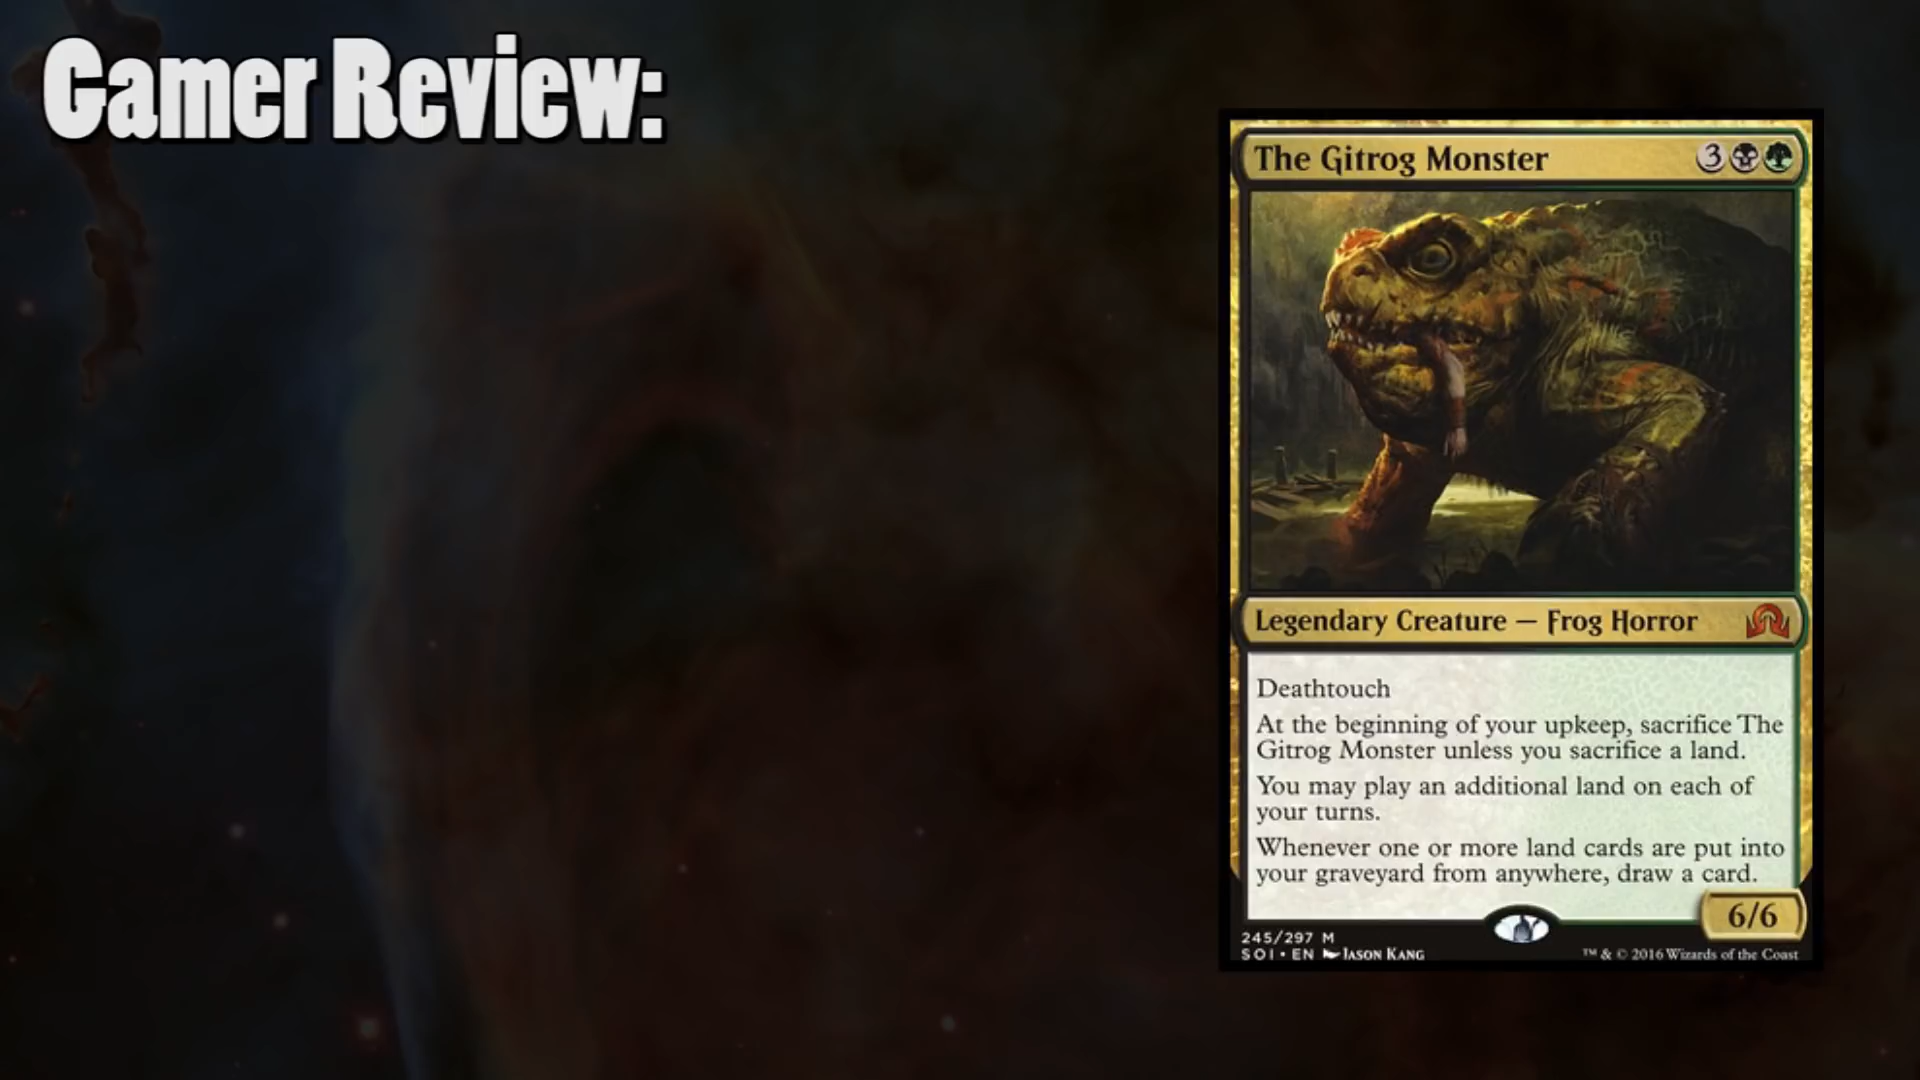 Gamer Review:
The Gitrog Monster 3
Legendary Creature — Frog Horror
Deathtouch
At the beginning of your upkeep, sacrifice The
Gitrog Monster unless you sacrifice a land.
You may play an additional land on each of
your turns.
Whenever one or more land cards are put into
your graveyard from anywhere, draw a card.
6/6
245/297 M
SOI • EN Jason Kang
™ & © 2016 Wizards of the Coast